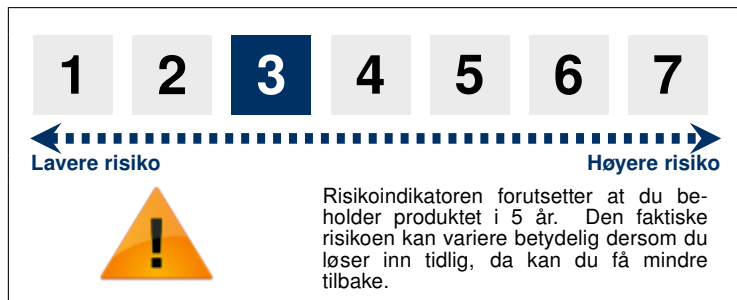 1 2 3 4 5 6 7
Lavere risiko Høyere risiko
!
Risikoindikatoren forutsetter at du be-
holder produktet i 5 år. Den faktiske
risikoen kan variere betydelig dersom du
løser inn tidlig, da kan du få mindre
tilbake.